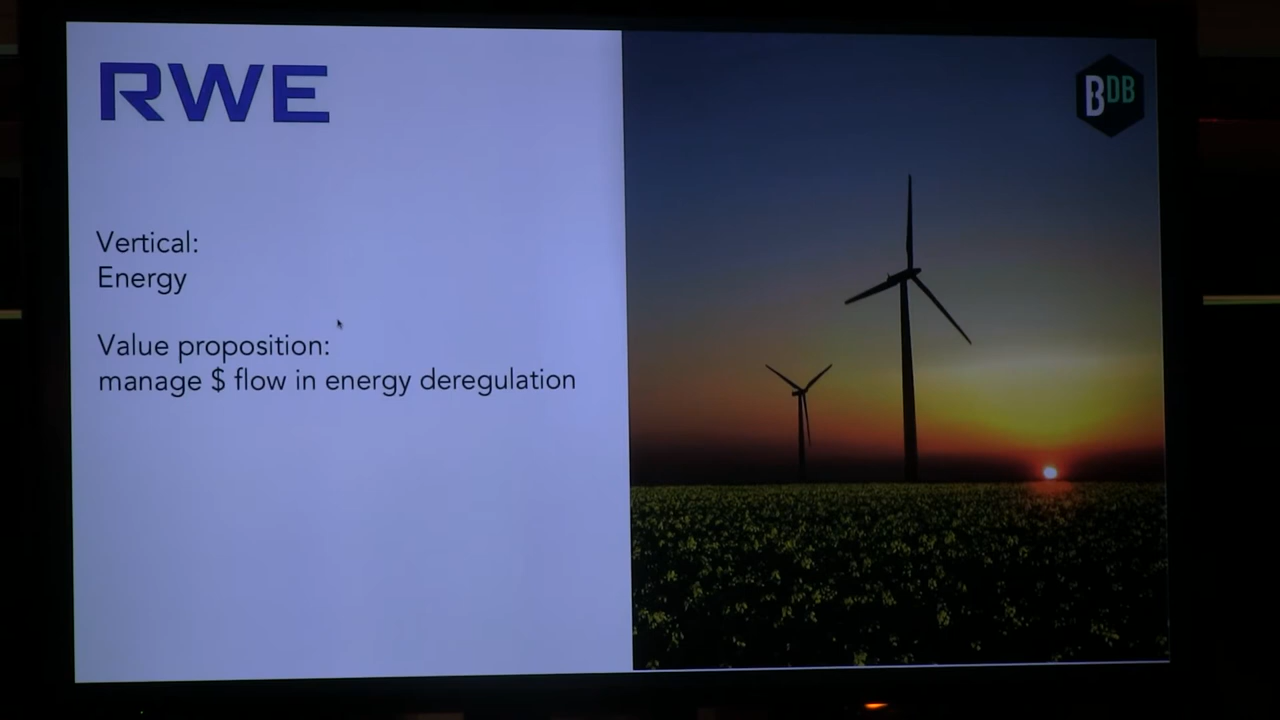 RWE
BDB
Vertical:
Energy
Value proposition:
manage $ flow in energy deregulation